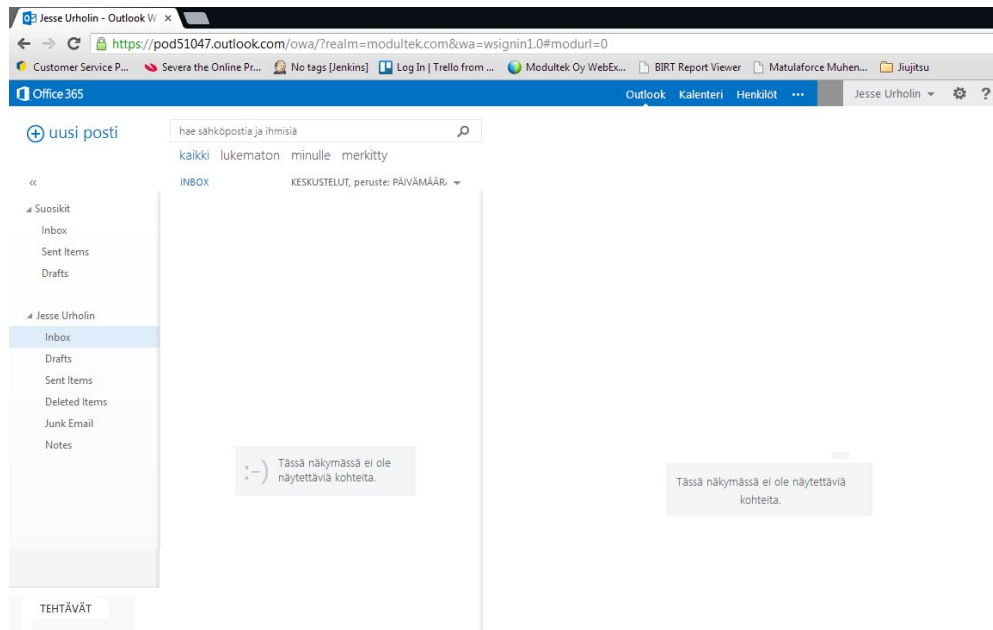 Jesse Urholin - Outlook W
https://pod51047.outlook.com/owa/?realm=modultek.com&wa=wsignin1.0#modurl=0
Customer Service P... Severa the Online Pr... No tags [Jenkins] Log In | Trello from ... Modultek Oy WebEx... BIRT Report Viewer Matulaforce Muhen... Jiujitsu
Office 365 Outlook Kalenteri Henkilöt ··· Jesse Urholin ?
uusi posti
hae sähköpostia ja ihmisiä
kaikki lukematon minulle merkitty
INBOX KESKUSTELUT, peruste: PÄIVÄMÄÄR
Suosikit
Inbox
Sent Items
Drafts
Jesse Urholin
Inbox
Drafts
Sent Items
Deleted Items
Junk Email
Notes
:-) Tässä näkymässä ei ole
näytettäviä kohteita.
Tässä näkymässä ei ole näytettäviä
kohteita.
TEHTÄVÄT